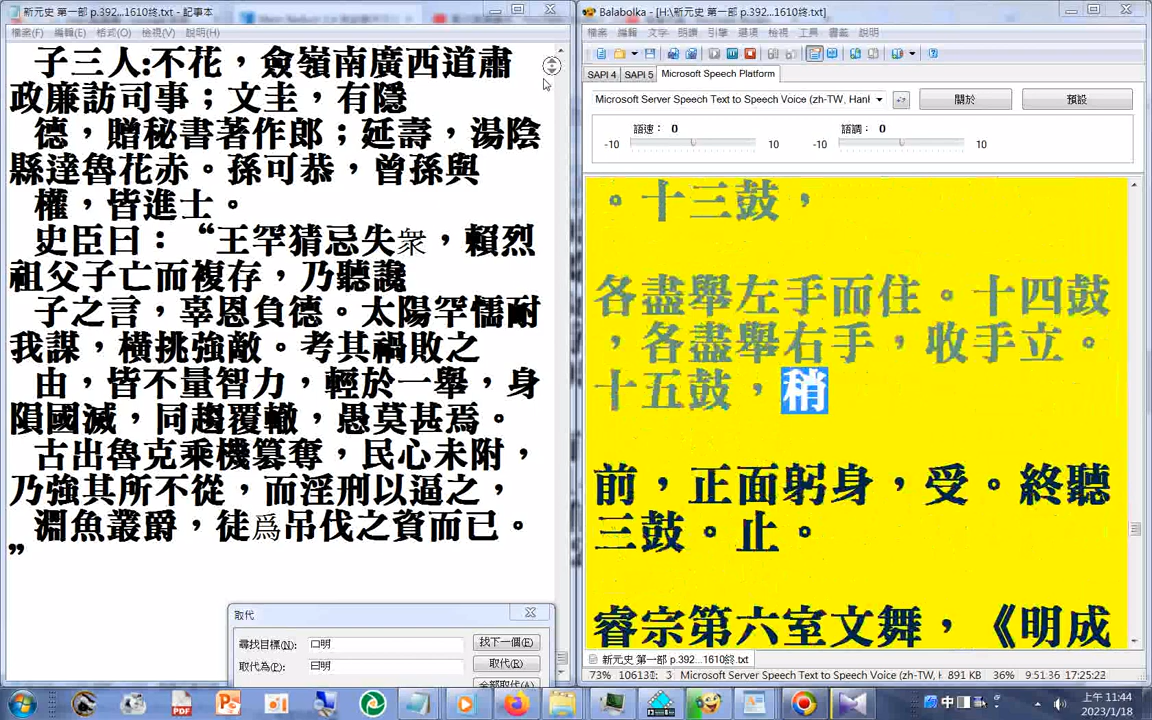 新元史 第一部 p.392...1610終.txt - 記事本
檔案(F) 編輯(E) 格式(O) 檢視(V) 說明(H)
子三人:不花，僉嶺南廣西道肅
政廉訪司事；文圭，有隱
德，贈秘書著作郎；延壽，湯陰
縣達魯花赤。孫可恭，曾孫與
權，皆進士。
史臣曰：“王罕猜忌失衆，賴烈
祖父子亡而複存，乃聽讒
子之言，辜恩負德。太陽罕懦耐
我謀，橫挑強敵。考其禍敗之
由，皆不量智力，輕於一舉，身
隕國滅，同趨覆轍，愚莫甚焉。
古出魯克乘機篡奪，民心未附，
乃強其所不從，而淫刑以逼之，
淵魚叢爵，徒爲吊伐之資而已。
”
取代
尋找目標(N): 口明
找下一個(F)
取代為(P): 曰明
取代(R)
全部取代(A)
Balabolka - [H:\新元史 第一部 p.392...1610終.txt]
檔案 編輯 文字 朗讀 引擎 選項 檢視 工具 書籤 說明
SAPI 4 SAPI 5 Microsoft Speech Platform
Microsoft Server Speech Text to Speech Voice (zh-TW, Hanl
關於
預設
語速： 0
語調： 0
-10 10 -10 10
。十三鼓，
各盡舉左手而住。十四鼓
，各盡舉右手，收手立。
十五鼓，稍
前，正面躬身，受。終聽
三鼓。止。
睿宗第六室文舞，《明成
新元史 第一部 p.392...1610終.txt
73% 10613: 3 Microsoft Server Speech Text to Speech Voice (zh-TW, H 891 KB 36% 9:51:36 17:25:22
中
上午 11:44
2023/1/18